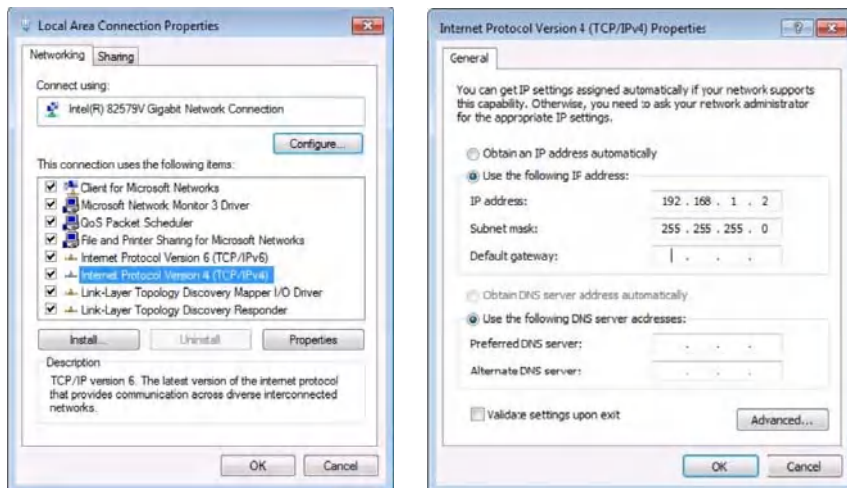 Local Area Connection Properties
Networking
Sharing
Connect using:
Intel(R) 82579V Gigabit Network Connection
Configure...
This connection uses the following items:
Client for Microsoft Networks
Microsoft Network Monitor 3 Driver
QoS Packet Scheduler
File and Printer Sharing for Microsoft Networks
Internet Protocol Version 6 (TCP/IPv6)
Internet Protocol Version 4 (TCP/IPv4)
Link-Layer Topology Discovery Mapper I/O Driver
Link-Layer Topology Discovery Responder
Install...
Uninstall
Properties
Description
TCP/IP version 6. The latest version of the internet protocol
that provides communication across diverse interconnected
networks.
OK
Cancel
Internet Protocol Version 4 (TCP/IPv4) Properties
General
You can get IP settings assigned automatically if your network supports
this capability. Otherwise, you need to ask your network administrator
for the appropriate IP settings.
Obtain an IP address automatically
Use the following IP address:
IP address: 192 . 168 . 1 . 2
Subnet mask: 255 . 255 . 255 . 0
Default gateway: . . .
Obtain DNS server address automatically
Use the following DNS server addresses:
Preferred DNS server: . . .
Alternate DNS server: . . .
Validate settings upon exit
Advanced...
OK
Cancel